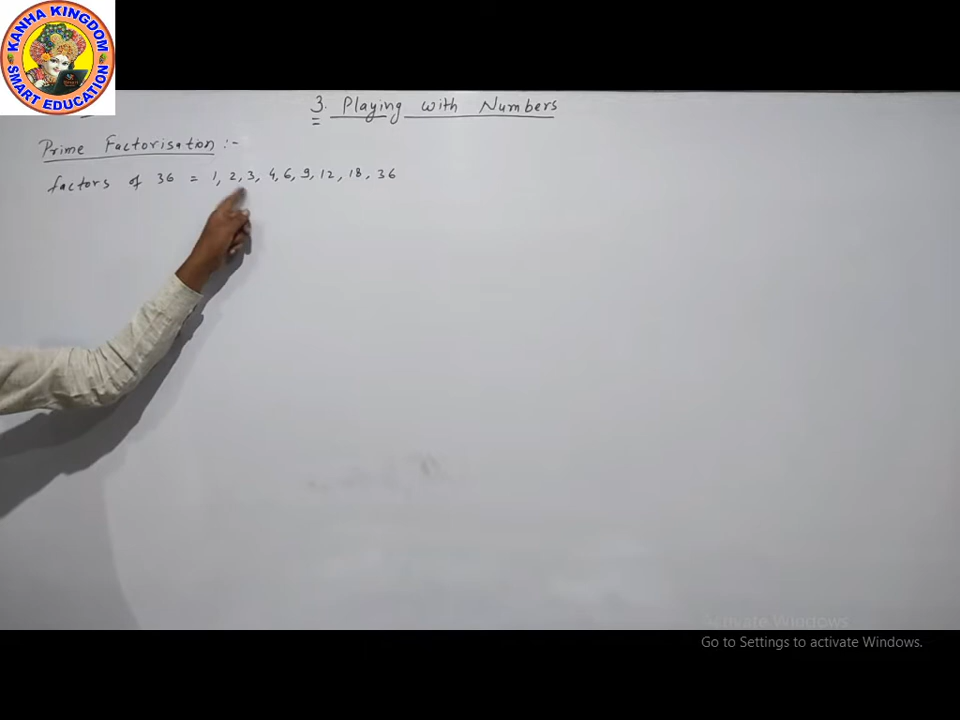 KANHA KINGDOM
SMART EDUCATION
3. Playing with Numbers
Prime Factorisation :-
factors of 36 = 1, 2, 3, 4, 6, 9, 12, 18, 36
Activate Windows
Go to Settings to activate Windows.